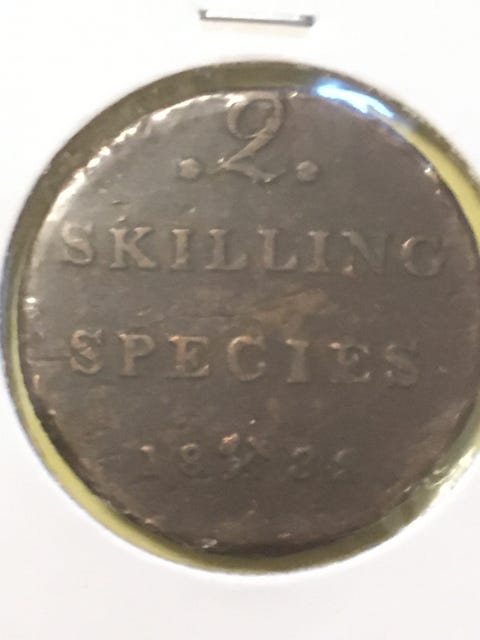 .2.
SKILLING
SPECIES